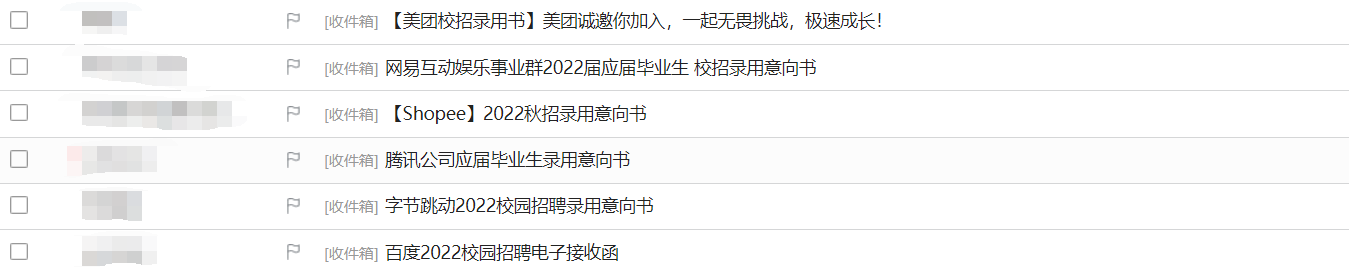 [收件箱] 【美团校招录用书】美团诚邀你加入，一起无畏挑战，极速成长！
[收件箱] 网易互动娱乐事业群2022届应届毕业生 校招录用意向书
[收件箱] 【Shopee】2022秋招录用意向书
[收件箱] 腾讯公司应届毕业生录用意向书
[收件箱] 字节跳动2022校园招聘录用意向书
[收件箱] 百度2022校园招聘电子接收函